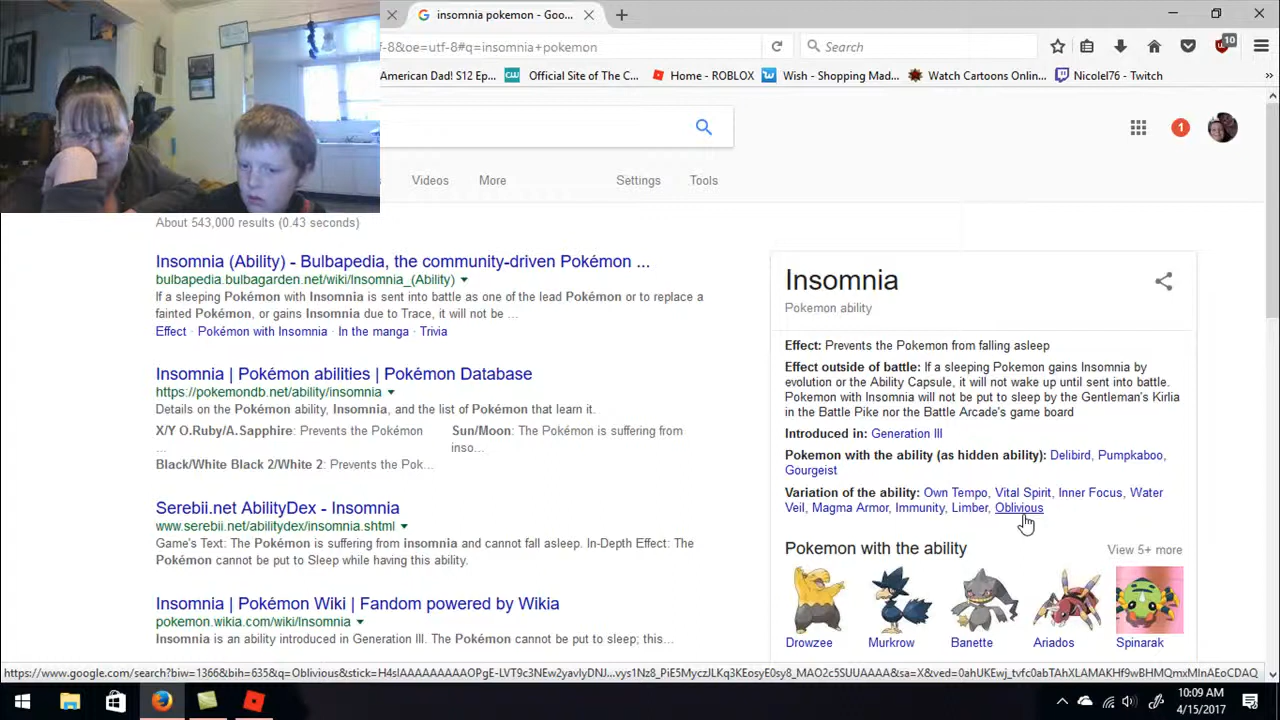 insomnia pokemon - Goo...
-8&oe=utf-8#q=insomnia+pokemon
Search
10
American Dad! S12 Ep...
Official Site of The C...
Home - ROBLOX
Wish - Shopping Mad...
Watch Cartoons Onlin...
Nicolel76 - Twitch
»
1
Videos
More
Settings
Tools
About 543,000 results (0.43 seconds)
Insomnia (Ability) - Bulbapedia, the community-driven Pokémon ...
bulbapedia.bulbagarden.net/wiki/Insomnia_(Ability)
If a sleeping Pokémon with Insomnia is sent into battle as one of the lead Pokémon or to replace a
fainted Pokémon, or gains Insomnia due to Trace, it will not be ...
Effect · Pokémon with Insomnia · In the manga · Trivia
Insomnia | Pokémon abilities | Pokémon Database
https://pokemondb.net/ability/insomnia
Details on the Pokémon ability, Insomnia, and the list of Pokémon that learn it.
X/Y O.Ruby/A.Sapphire: Prevents the Pokémon
...
Sun/Moon: The Pokémon is suffering from
inso...
Black/White Black 2/White 2: Prevents the Pok...
Serebii.net AbilityDex - Insomnia
www.serebii.net/abilitydex/insomnia.shtml
Game's Text: The Pokémon is suffering from insomnia and cannot fall asleep. In-Depth Effect: The
Pokémon cannot be put to Sleep while having this ability.
Insomnia | Pokémon Wiki | Fandom powered by Wikia
pokemon.wikia.com/wiki/Insomnia
Insomnia is an ability introduced in Generation III. The Pokémon cannot be put to sleep; this...
Insomnia
Pokemon ability
Effect: Prevents the Pokemon from falling asleep
Effect outside of battle: If a sleeping Pokemon gains Insomnia by
evolution or the Ability Capsule, it will not wake up until sent into battle.
Pokemon with Insomnia will not be put to sleep by the Gentleman's Kirlia
in the Battle Pike nor the Battle Arcade's game board
Introduced in: Generation III
Pokemon with the ability (as hidden ability): Delibird, Pumpkaboo,
Gourgeist
Variation of the ability: Own Tempo, Vital Spirit, Inner Focus, Water
Veil, Magma Armor, Immunity, Limber, Oblivious
Pokemon with the ability
View 5+ more
Drowzee
Murkrow
Banette
Ariados
Spinarak
10:09 AM
4/15/2017